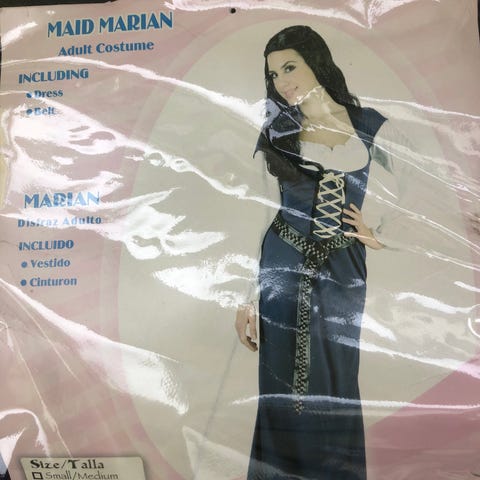 MAID MARIAN
Adult Costume
INCLUDING
Dress
Belt
MARIAN
Disfraz Adulto
INCLUIDO
Vestido
Cinturon
Size/Talla
Small/Medium